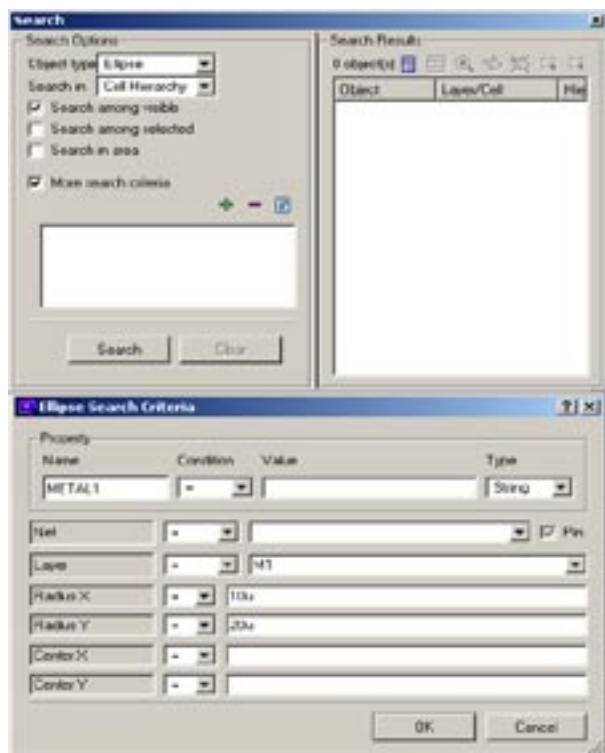 Search
Search Options
Object type Ellipse
Search in Cell Hierarchy
Search among visible
Search among selected
Search in area
More search criteria
Search
Clear
Search Results
0 object(s)
Object Layer/Cell Hie
Ellipse Search Criteria
Property
Name Condition Value Type
METAL1 = String
Net = Pin
Layer = M1
Radius X = 10u
Radius Y = 20u
Center X =
Center Y =
OK Cancel